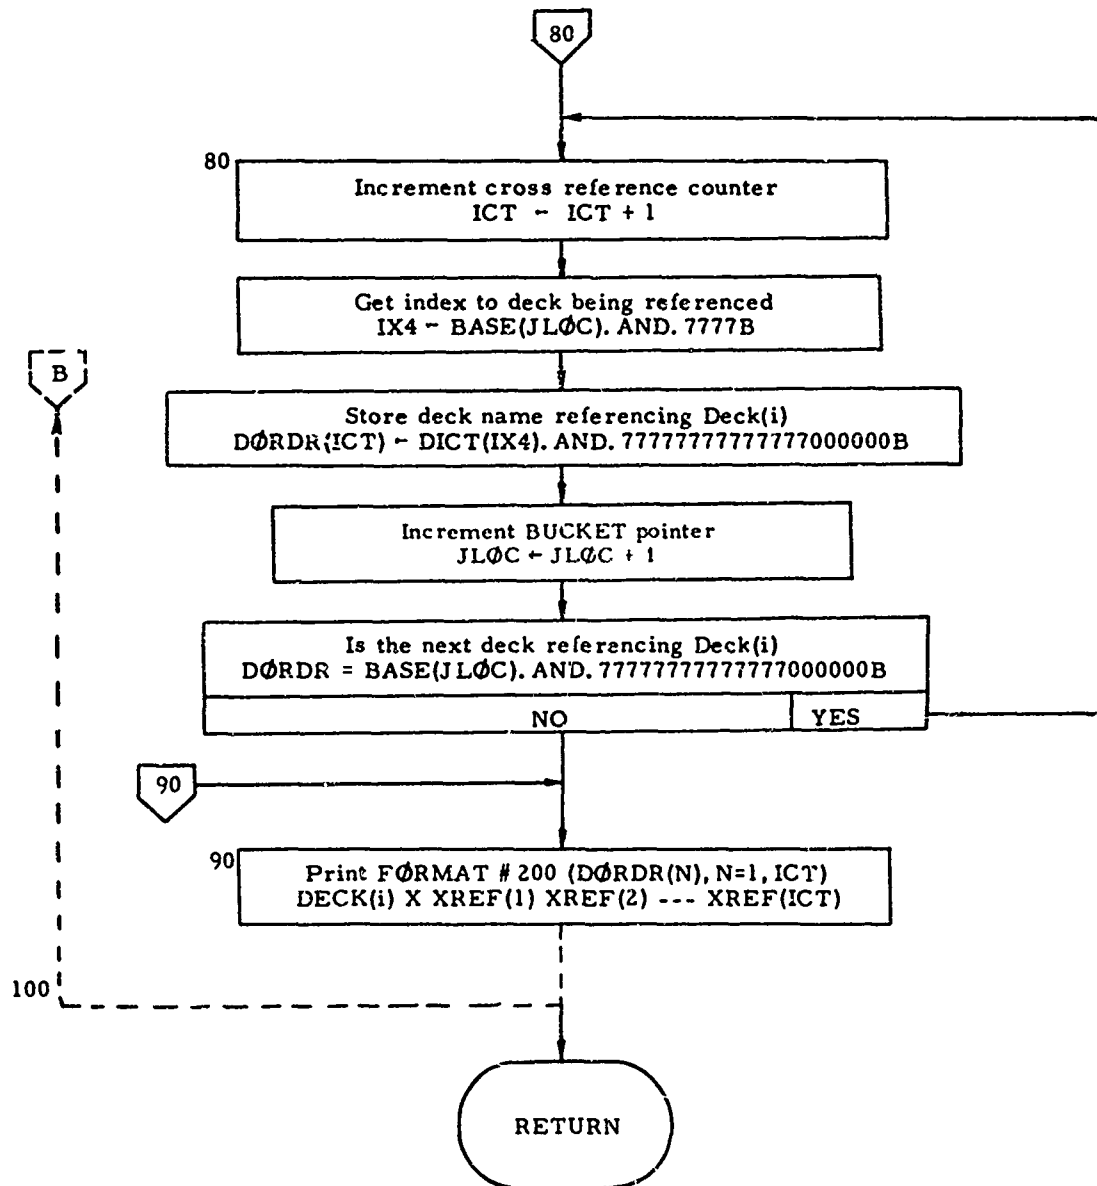 80
80
Increment cross reference counter
ICT ← ICT + 1
Get index to deck being referenced
IX4 ← BASE(JLØC). AND. 7777B
B
Store deck name referencing Deck(i)
DØRDR(ICT) ← DICT(IX4). AND. 77777777777777000000B
Increment BUCKET pointer
JLØC ← JLØC + 1
Is the next deck referencing Deck(i)
DØRDR = BASE(JLØC). AND. 77777777777777000000B
NO YES
90
90
Print FØRMAT # 200 (DØRDR(N), N=1, ICT)
DECK(i) X XREF(1) XREF(2) --- XREF(ICT)
100
RETURN